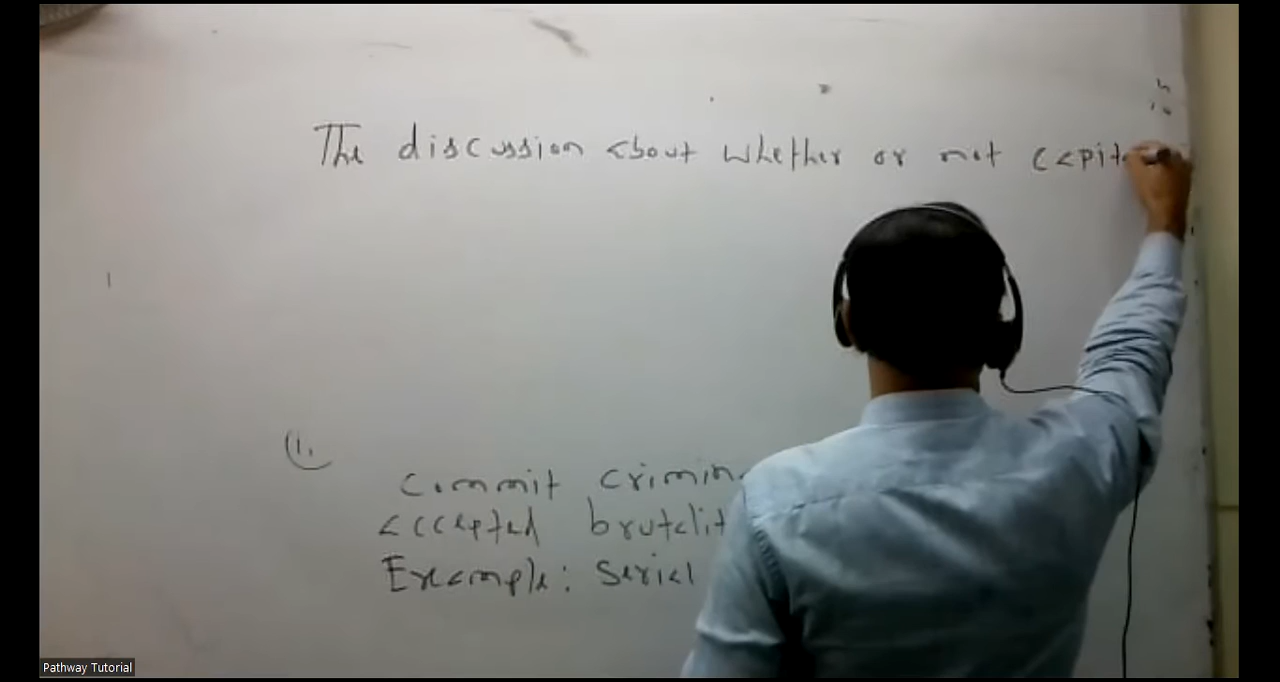 The discussion about whether or not capit
1.
Commit crimin
accepted brutalit
Example: Serial
Pathway Tutorial